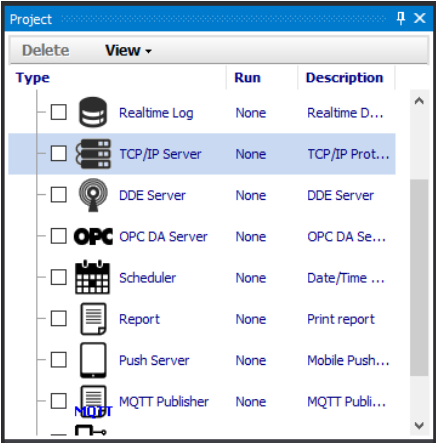 Project
Delete View
Type Run Description
Realtime Log None Realtime D...
TCP/IP Server None TCP/IP Prot...
DDE Server None DDE Server
OPC OPC DA Server None OPC DA Se...
Scheduler None Date/Time ...
Report None Print report
Push Server None Mobile Push...
MQTT MQTT Publisher None MQTT Publi...